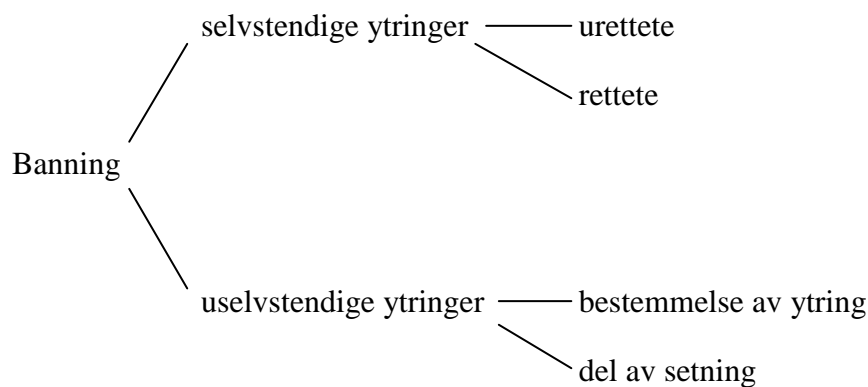 selvstendige ytringer
urettete
rettete
Banning
uselvstendige ytringer
bestemmelse av ytring
del av setning